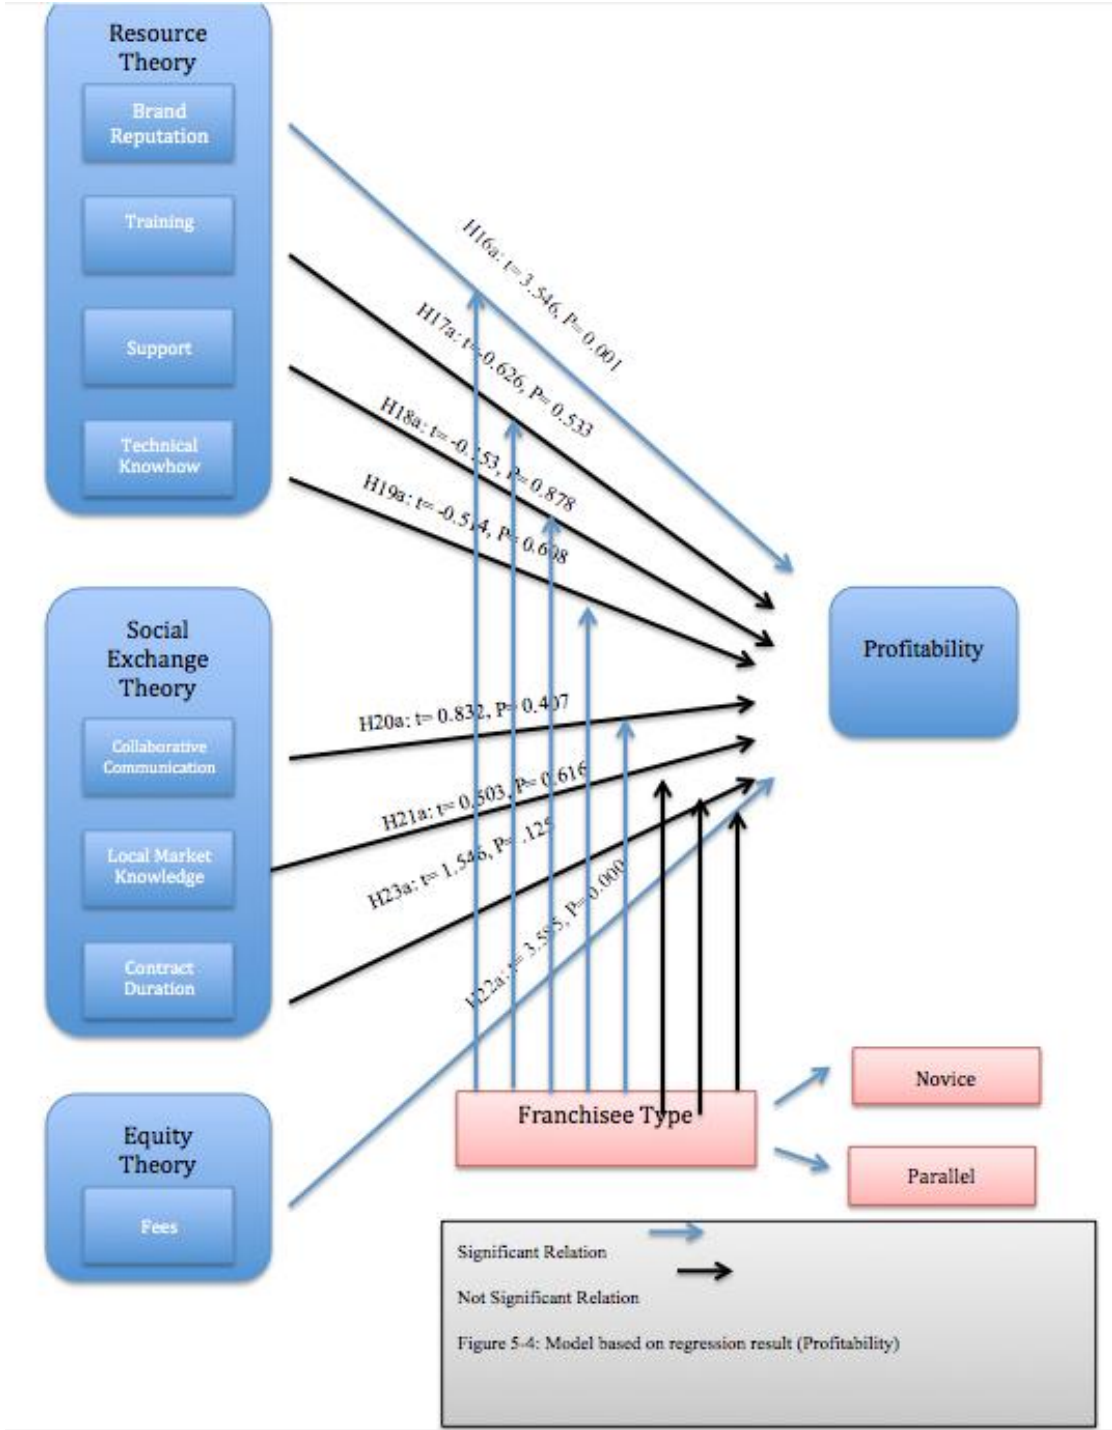 Resource
Theory
Brand
Reputation
Training
Support
Technical
Knowhow
H16a: t= 3.546, P= 0.001
H17a: t=-0.626, P= 0.533
H18a: t= -0.153, P= 0.878
H19a: t= -0.514, P= 0.608
Social
Exchange
Theory
Collaborative
Communication
Local Market
Knowledge
Contract
Duration
H20a: t= 0.832, P= 0.407
H21a: t= 0.503, P= 0.616
H23a: t= 1.546, P= .125
H22a: t= P= 0.000
Profitability
Equity
Theory
Fees
Franchisee Type
Novice
Parallel
Significant Relation
Not Significant Relation
Figure 5-4: Model based on regression result (Profitability)